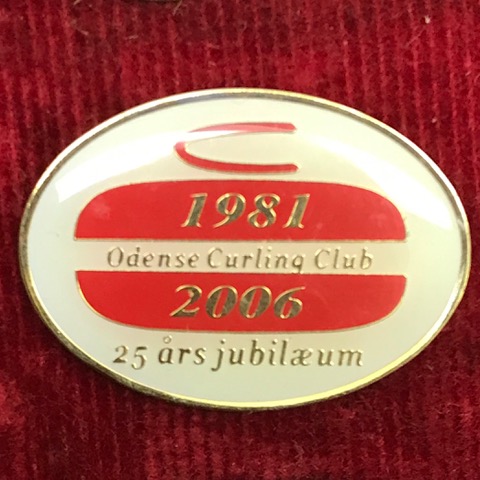 1981
Odense Curling Club
2006
25 års jubilæum